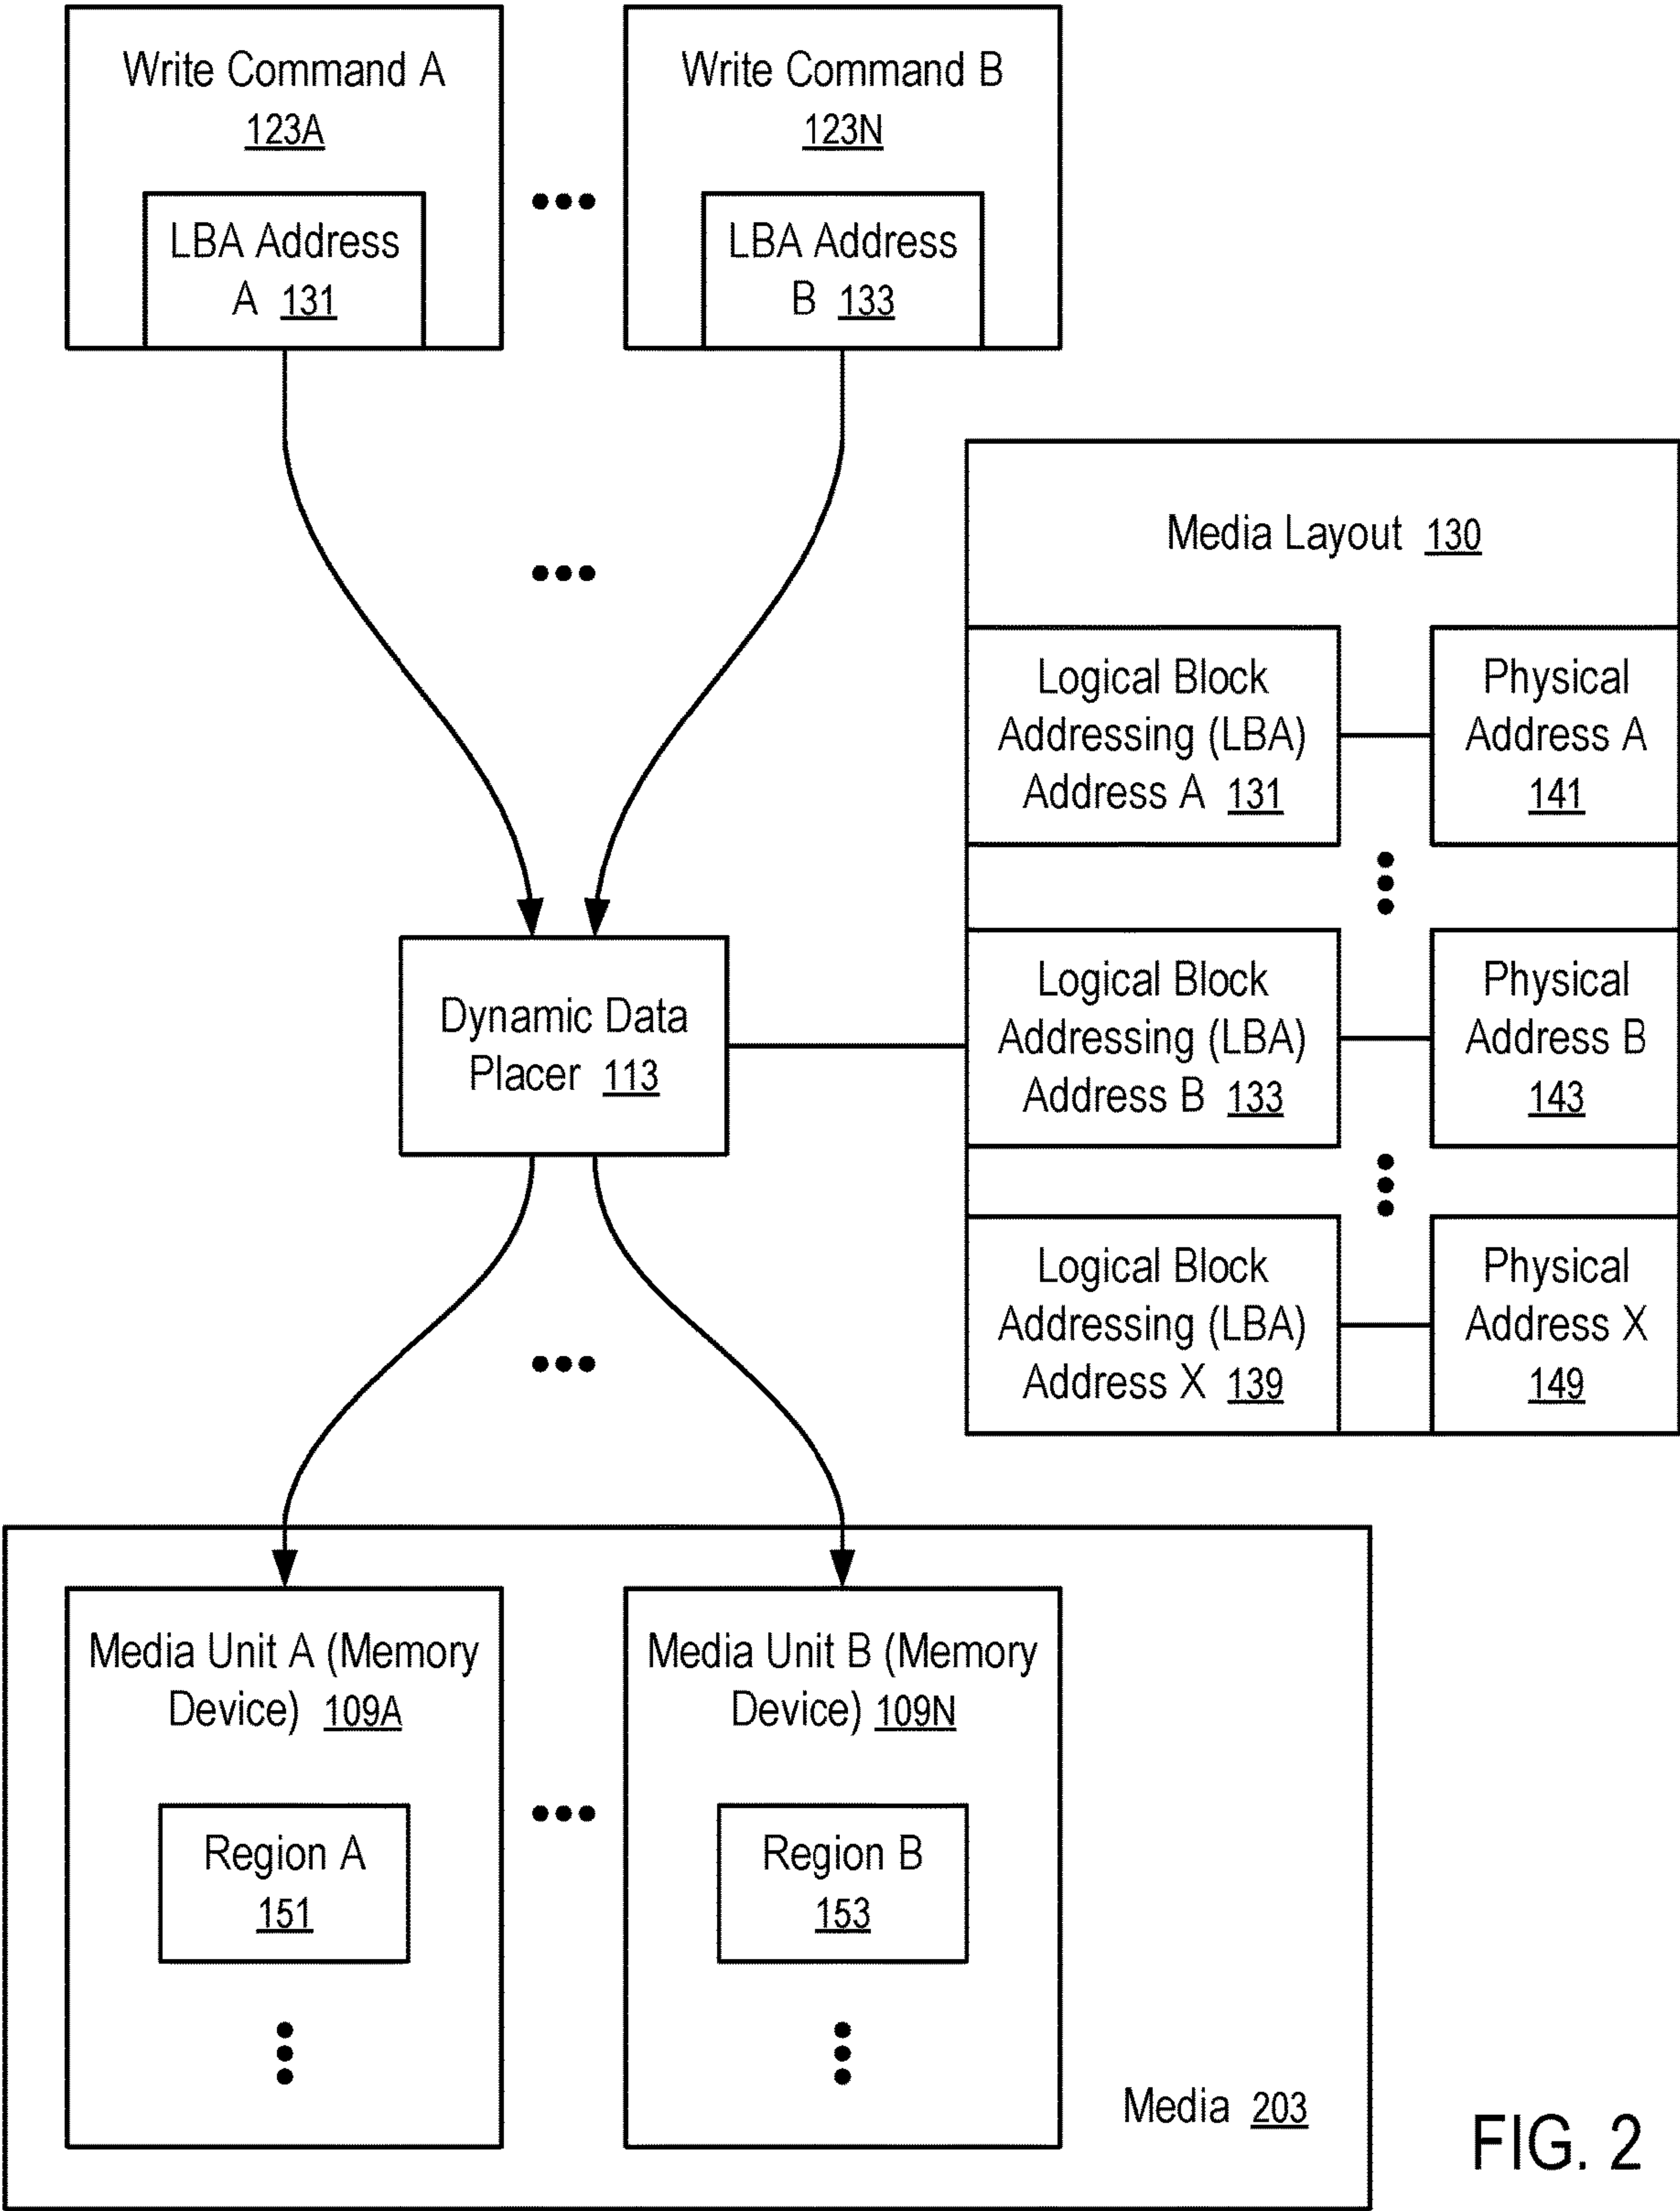 Write Command A
123A
LBA Address
A 131
Write Command B
123N
LBA Address
B 133
Media Layout 130
Logical Block
Addressing (LBA)
Address A 131
Physical
Address A
141
Logical Block
Addressing (LBA)
Address B 133
Physical
Address B
143
Logical Block
Addressing (LBA)
Address X 139
Physical
Address X
149
Dynamic Data
Placer 113
Media Unit A (Memory
Device) 109A
Region A
151
Media Unit B (Memory
Device) 109N
Region B
153
Media 203
FIG. 2